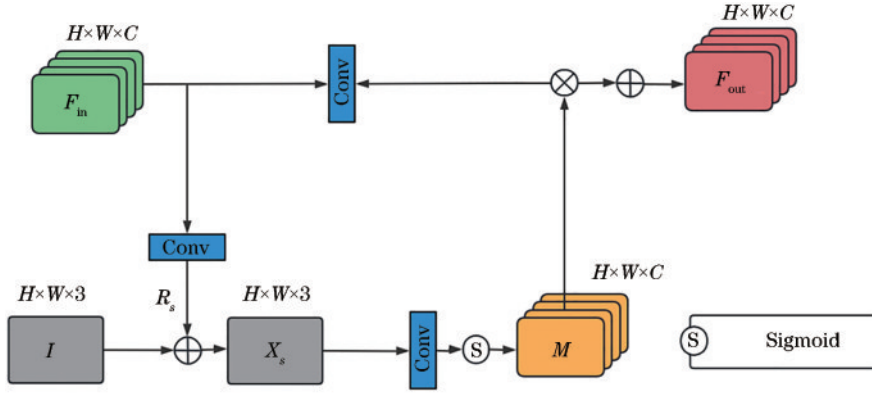 H×W×C
H×W×C
F_in
Conv
F_out
Conv
H×W×3
R_s
H×W×3
H×W×C
I
X_s
Conv
S
M
S
Sigmoid